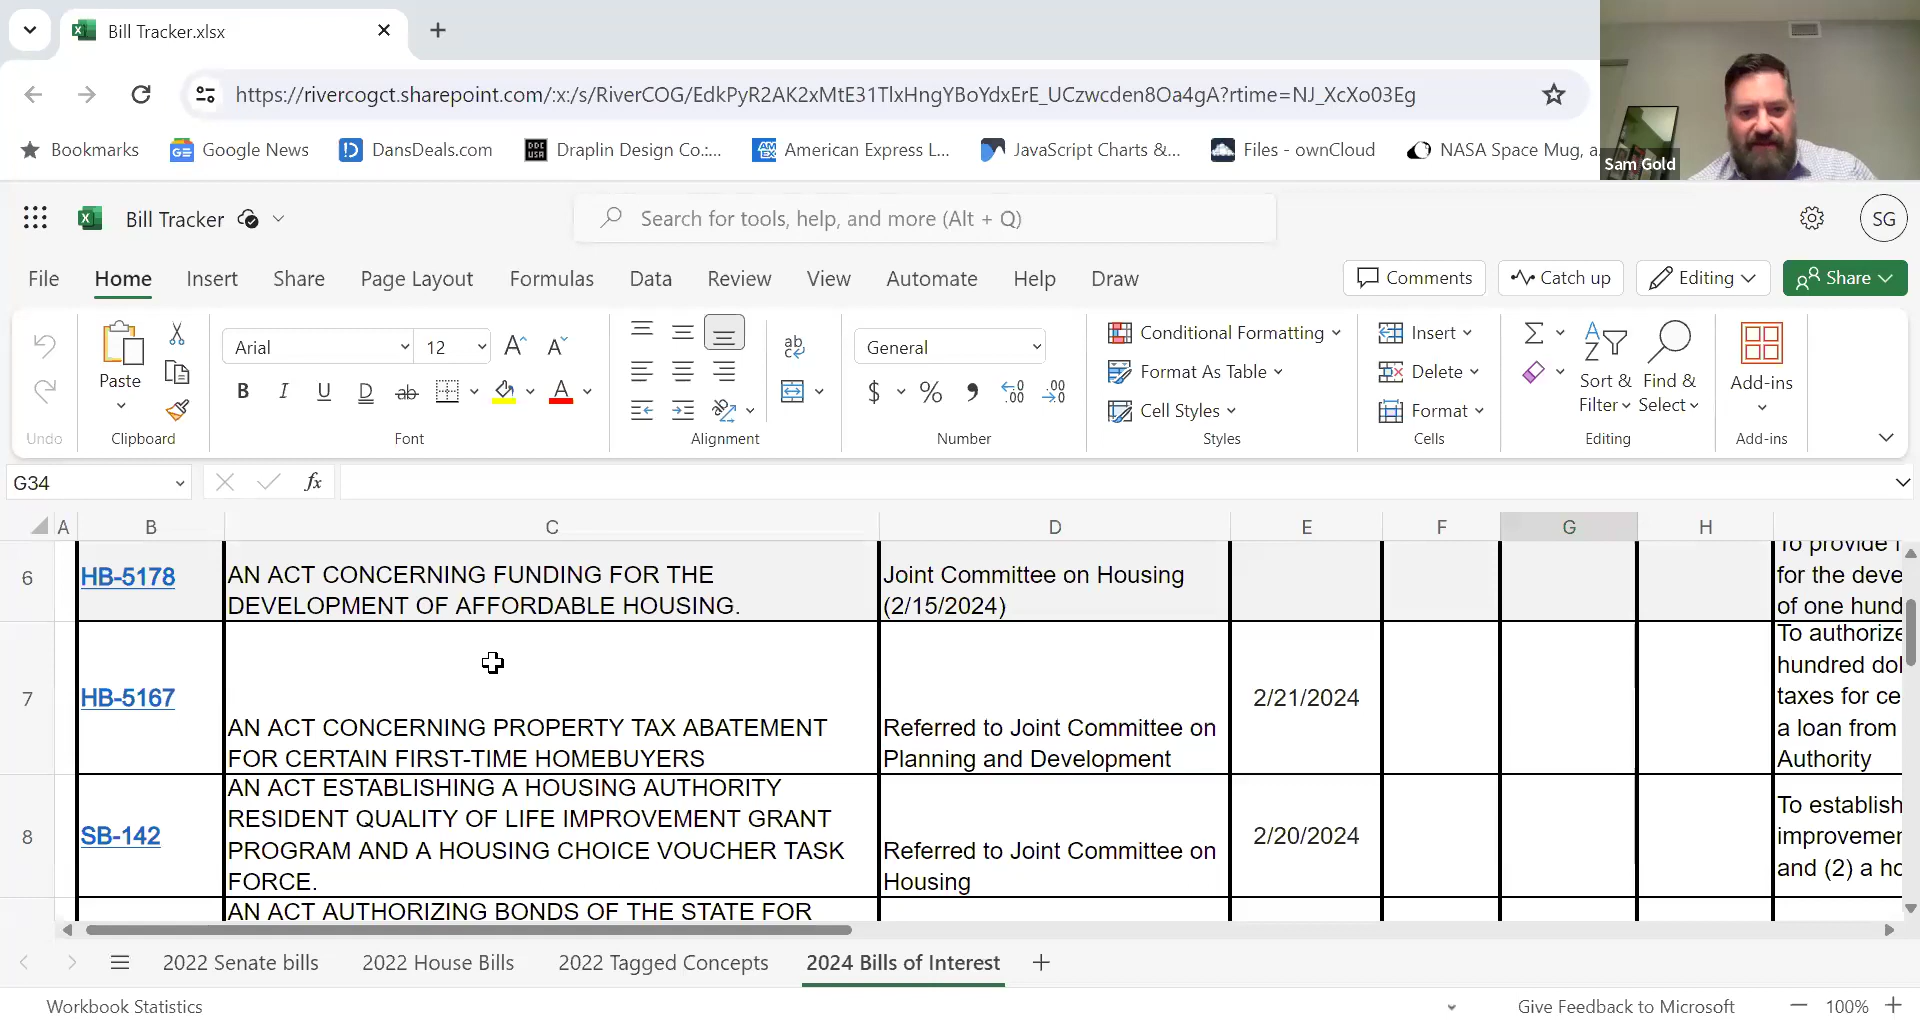 Bill Tracker.xlsx
https://rivercogct.sharepoint.com/:x:/s/RiverCOG/EdkPyR2AK2xMtE31TlxHngYBoYdxErE_UCzwcden8Oa4gA?rtime=NJ_XcXo03Eg
Bookmarks
Google News
DansDeals.com
DDC
USA
Draplin Design Co.:...
AM
EX
American Express L...
JavaScript Charts &...
Files - ownCloud
NASA Space Mug, a
Sam Gold
Bill Tracker
Search for tools, help, and more (Alt + Q)
SG
File
Home
Insert
Share
Page Layout
Formulas
Data
Review
View
Automate
Help
Draw
Comments
Catch up
Editing
Share
Undo
Paste
Clipboard
Arial
12
Font
Alignment
General
Number
Conditional Formatting
Format As Table
Cell Styles
Styles
Insert
Delete
Format
Cells
Sort &
Filter
Find &
Select
Editing
Add-ins
Add-ins
G34
fx
A B C D E F G H
6
HB-5178
AN ACT CONCERNING FUNDING FOR THE
DEVELOPMENT OF AFFORDABLE HOUSING.
Joint Committee on Housing
(2/15/2024)
To provide
for the deve
of one hund
7
HB-5167
AN ACT CONCERNING PROPERTY TAX ABATEMENT
FOR CERTAIN FIRST-TIME HOMEBUYERS
Referred to Joint Committee on
Planning and Development
2/21/2024
To authorize
hundred dol
taxes for ce
a loan from
Authority
8
SB-142
AN ACT ESTABLISHING A HOUSING AUTHORITY
RESIDENT QUALITY OF LIFE IMPROVEMENT GRANT
PROGRAM AND A HOUSING CHOICE VOUCHER TASK
FORCE.
Referred to Joint Committee on
Housing
2/20/2024
To establish
improvemen
and (2) a ho
AN ACT AUTHORIZING BONDS OF THE STATE FOR
2022 Senate bills
2022 House Bills
2022 Tagged Concepts
2024 Bills of Interest
Workbook Statistics
Give Feedback to Microsoft
100%